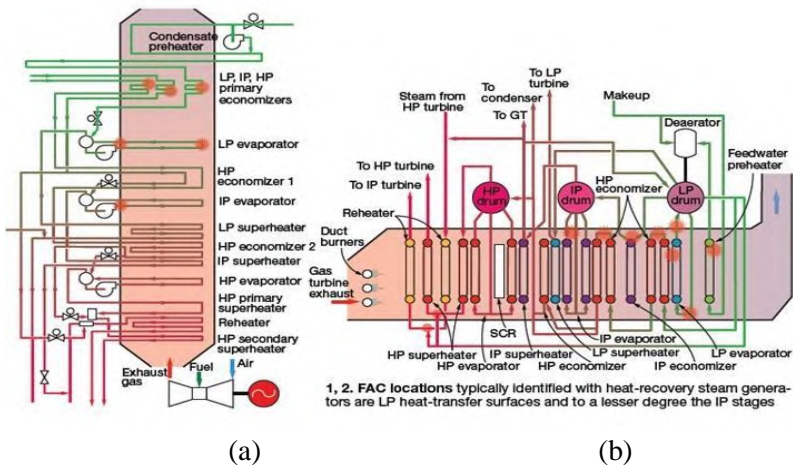 Condensate
preheater
LP, IP, HP
primary
economizers
LP evaporator
HP
economizer 1
IP evaporator
LP superheater
HP economizer 2
IP superheater
HP evaporator
HP primary
superheater
Reheater
HP secondary
superheater
Exhaust
gas
Fuel
Air
To LP
turbine
To
condenser
Steam from
HP turbine
To GT
Makeup
Deaerator
Feedwater
preheater
To HP turbine
To IP turbine
HP
drum
IP
drum
HP
economizer
LP
drum
Reheater
Duct
burners
Gas
turbine
exhaust
SCR
IP evaporator
HP superheater
IP superheater
LP superheater
LP evaporator
HP evaporator
HP economizer
IP economizer
1, 2. FAC locations typically identified with heat-recovery steam genera-
tors are LP heat-transfer surfaces and to a lesser degree the IP stages
(a)
(b)